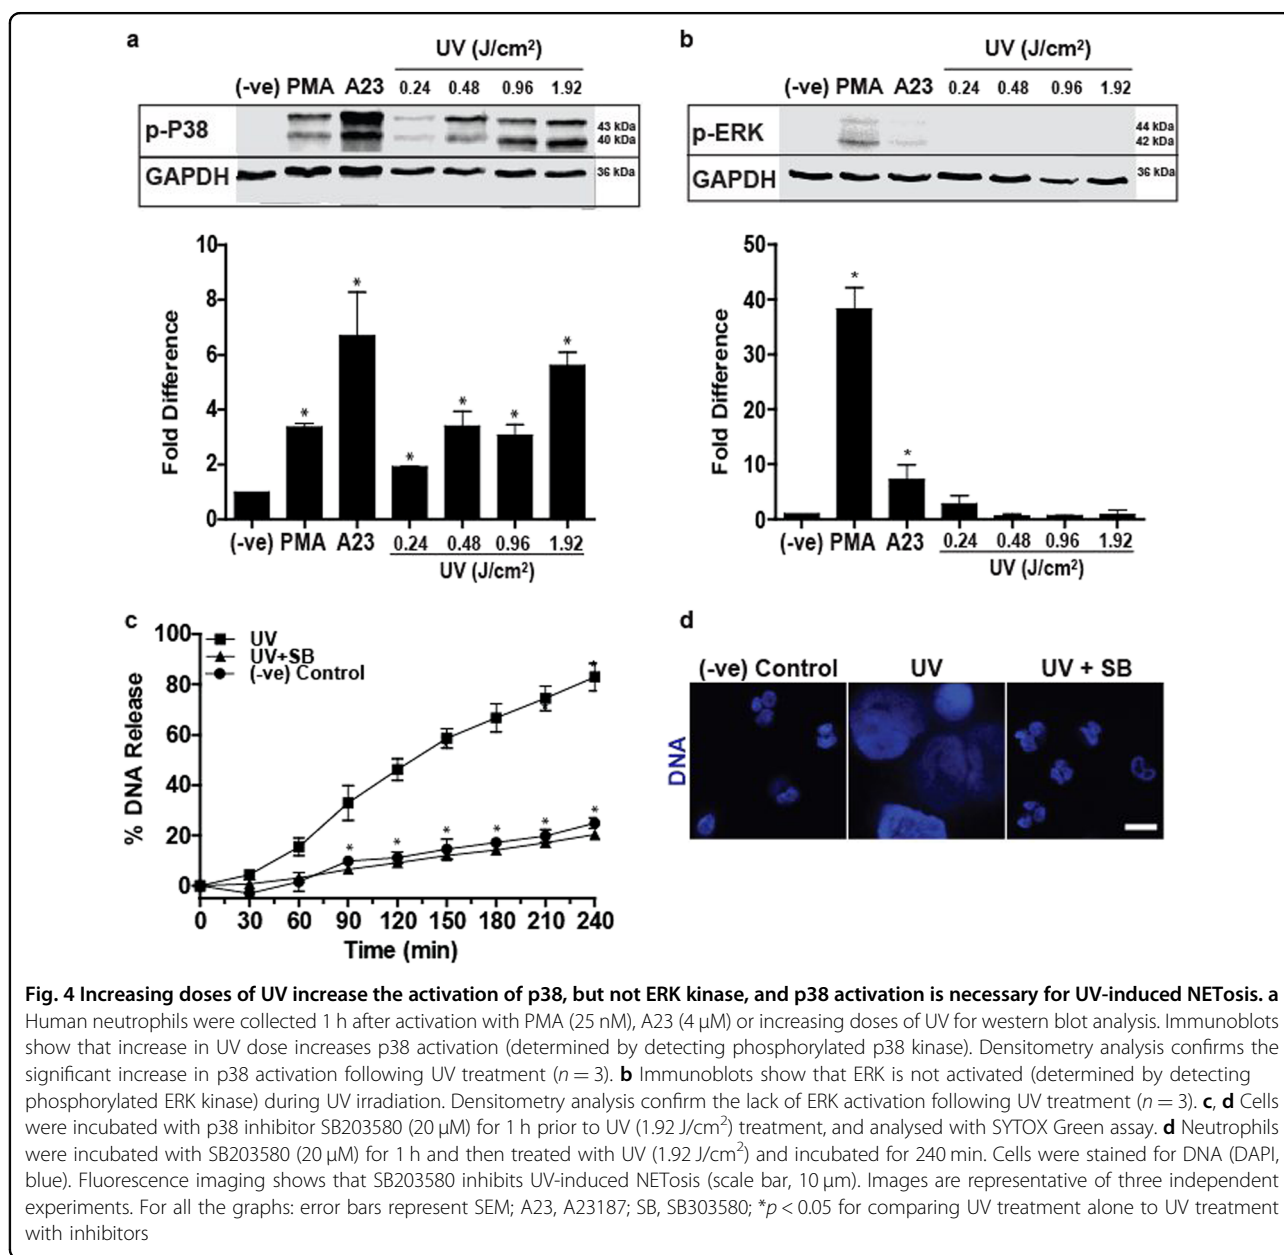 a
UV (J/cm²)
(-ve) PMA A23 0.24 0.48 0.96 1.92
p-P38
43 kDa
40 kDa
GAPDH
36 kDa
10
8
6
4
2
0
Fold Difference
* * * * * *
(-ve) PMA A23 0.24 0.48 0.96 1.92
UV (J/cm²)
b
UV (J/cm²)
(-ve) PMA A23 0.24 0.48 0.96 1.92
p-ERK
44 kDa
42 kDa
GAPDH
36 kDa
50
40
30
20
10
0
Fold Difference
* *
(-ve) PMA A23 0.24 0.48 0.96 1.92
UV (J/cm²)
c
100
80
60
40
20
0
% DNA Release
UV
UV+SB
(-ve) Control
* * * * * *
0 30 60 90 120 150 180 210 240
Time (min)
d
(-ve) Control UV UV + SB
DNA
Fig. 4 Increasing doses of UV increase the activation of p38, but not ERK kinase, and p38 activation is necessary for UV-induced NETosis. a
Human neutrophils were collected 1 h after activation with PMA (25 nM), A23 (4 μM) or increasing doses of UV for western blot analysis. Immunoblots
show that increase in UV dose increases p38 activation (determined by detecting phosphorylated p38 kinase). Densitometry analysis confirms the
significant increase in p38 activation following UV treatment (n = 3). b Immunoblots show that ERK is not activated (determined by detecting
phosphorylated ERK kinase) during UV irradiation. Densitometry analysis confirm the lack of ERK activation following UV treatment (n = 3). c, d Cells
were incubated with p38 inhibitor SB203580 (20 μM) for 1 h prior to UV (1.92 J/cm²) treatment, and analysed with SYTOX Green assay. d Neutrophils
were incubated with SB203580 (20 μM) for 1 h and then treated with UV (1.92 J/cm²) and incubated for 240 min. Cells were stained for DNA (DAPI,
blue). Fluorescence imaging shows that SB203580 inhibits UV-induced NETosis (scale bar, 10 μm). Images are representative of three independent
experiments. For all the graphs: error bars represent SEM; A23, A23187; SB, SB303580; *p < 0.05 for comparing UV treatment alone to UV treatment
with inhibitors